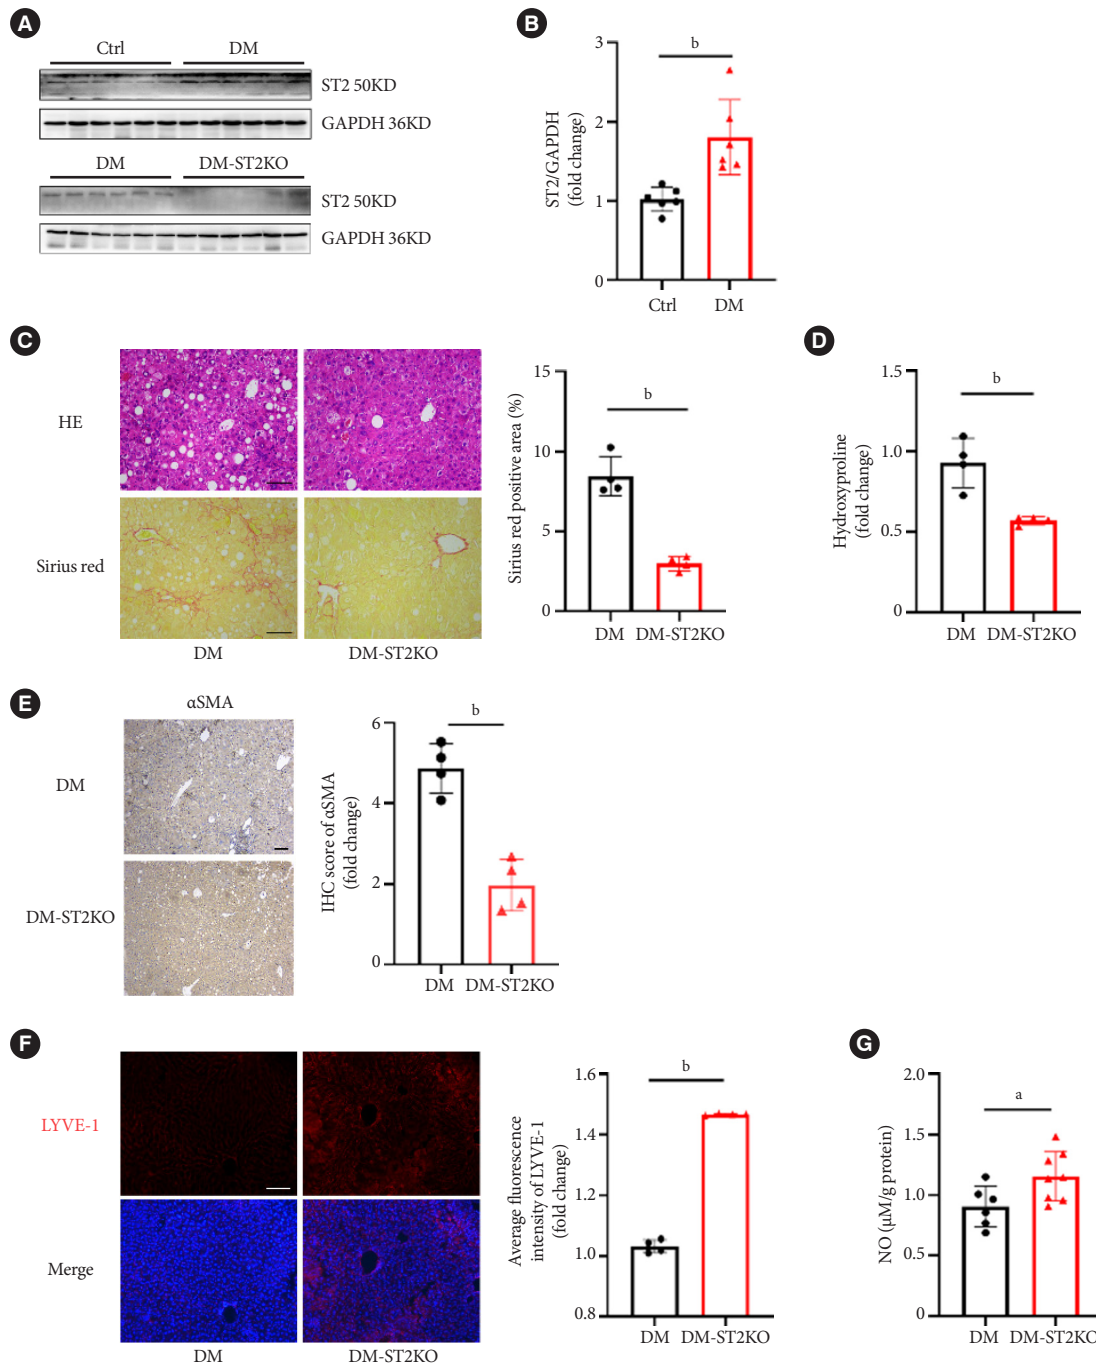 A
Ctrl DM
ST2 50KD
GAPDH 36KD
DM DM-ST2KO
ST2 50KD
GAPDH 36KD
B
b
3
2
1
0
ST2/GAPDH
(fold change)
Ctrl DM
C
HE
Sirius red
DM DM-ST2KO
b
15
10
5
0
Sirius red positive area (%)
DM DM-ST2KO
D
b
1.5
1.0
0.5
0
Hydroxyproline
(fold change)
DM DM-ST2KO
E
αSMA
DM
DM-ST2KO
b
6
4
2
0
IHC score of αSMA
(fold change)
DM DM-ST2KO
F
LYVE-1
Merge
DM DM-ST2KO
b
1.6
1.4
1.2
1.0
0.8
Average fluorescence
intensity of LYVE-1
(fold change)
DM DM-ST2KO
G
a
2.0
1.5
1.0
0.5
0
NO (μM/g protein)
DM DM-ST2KO